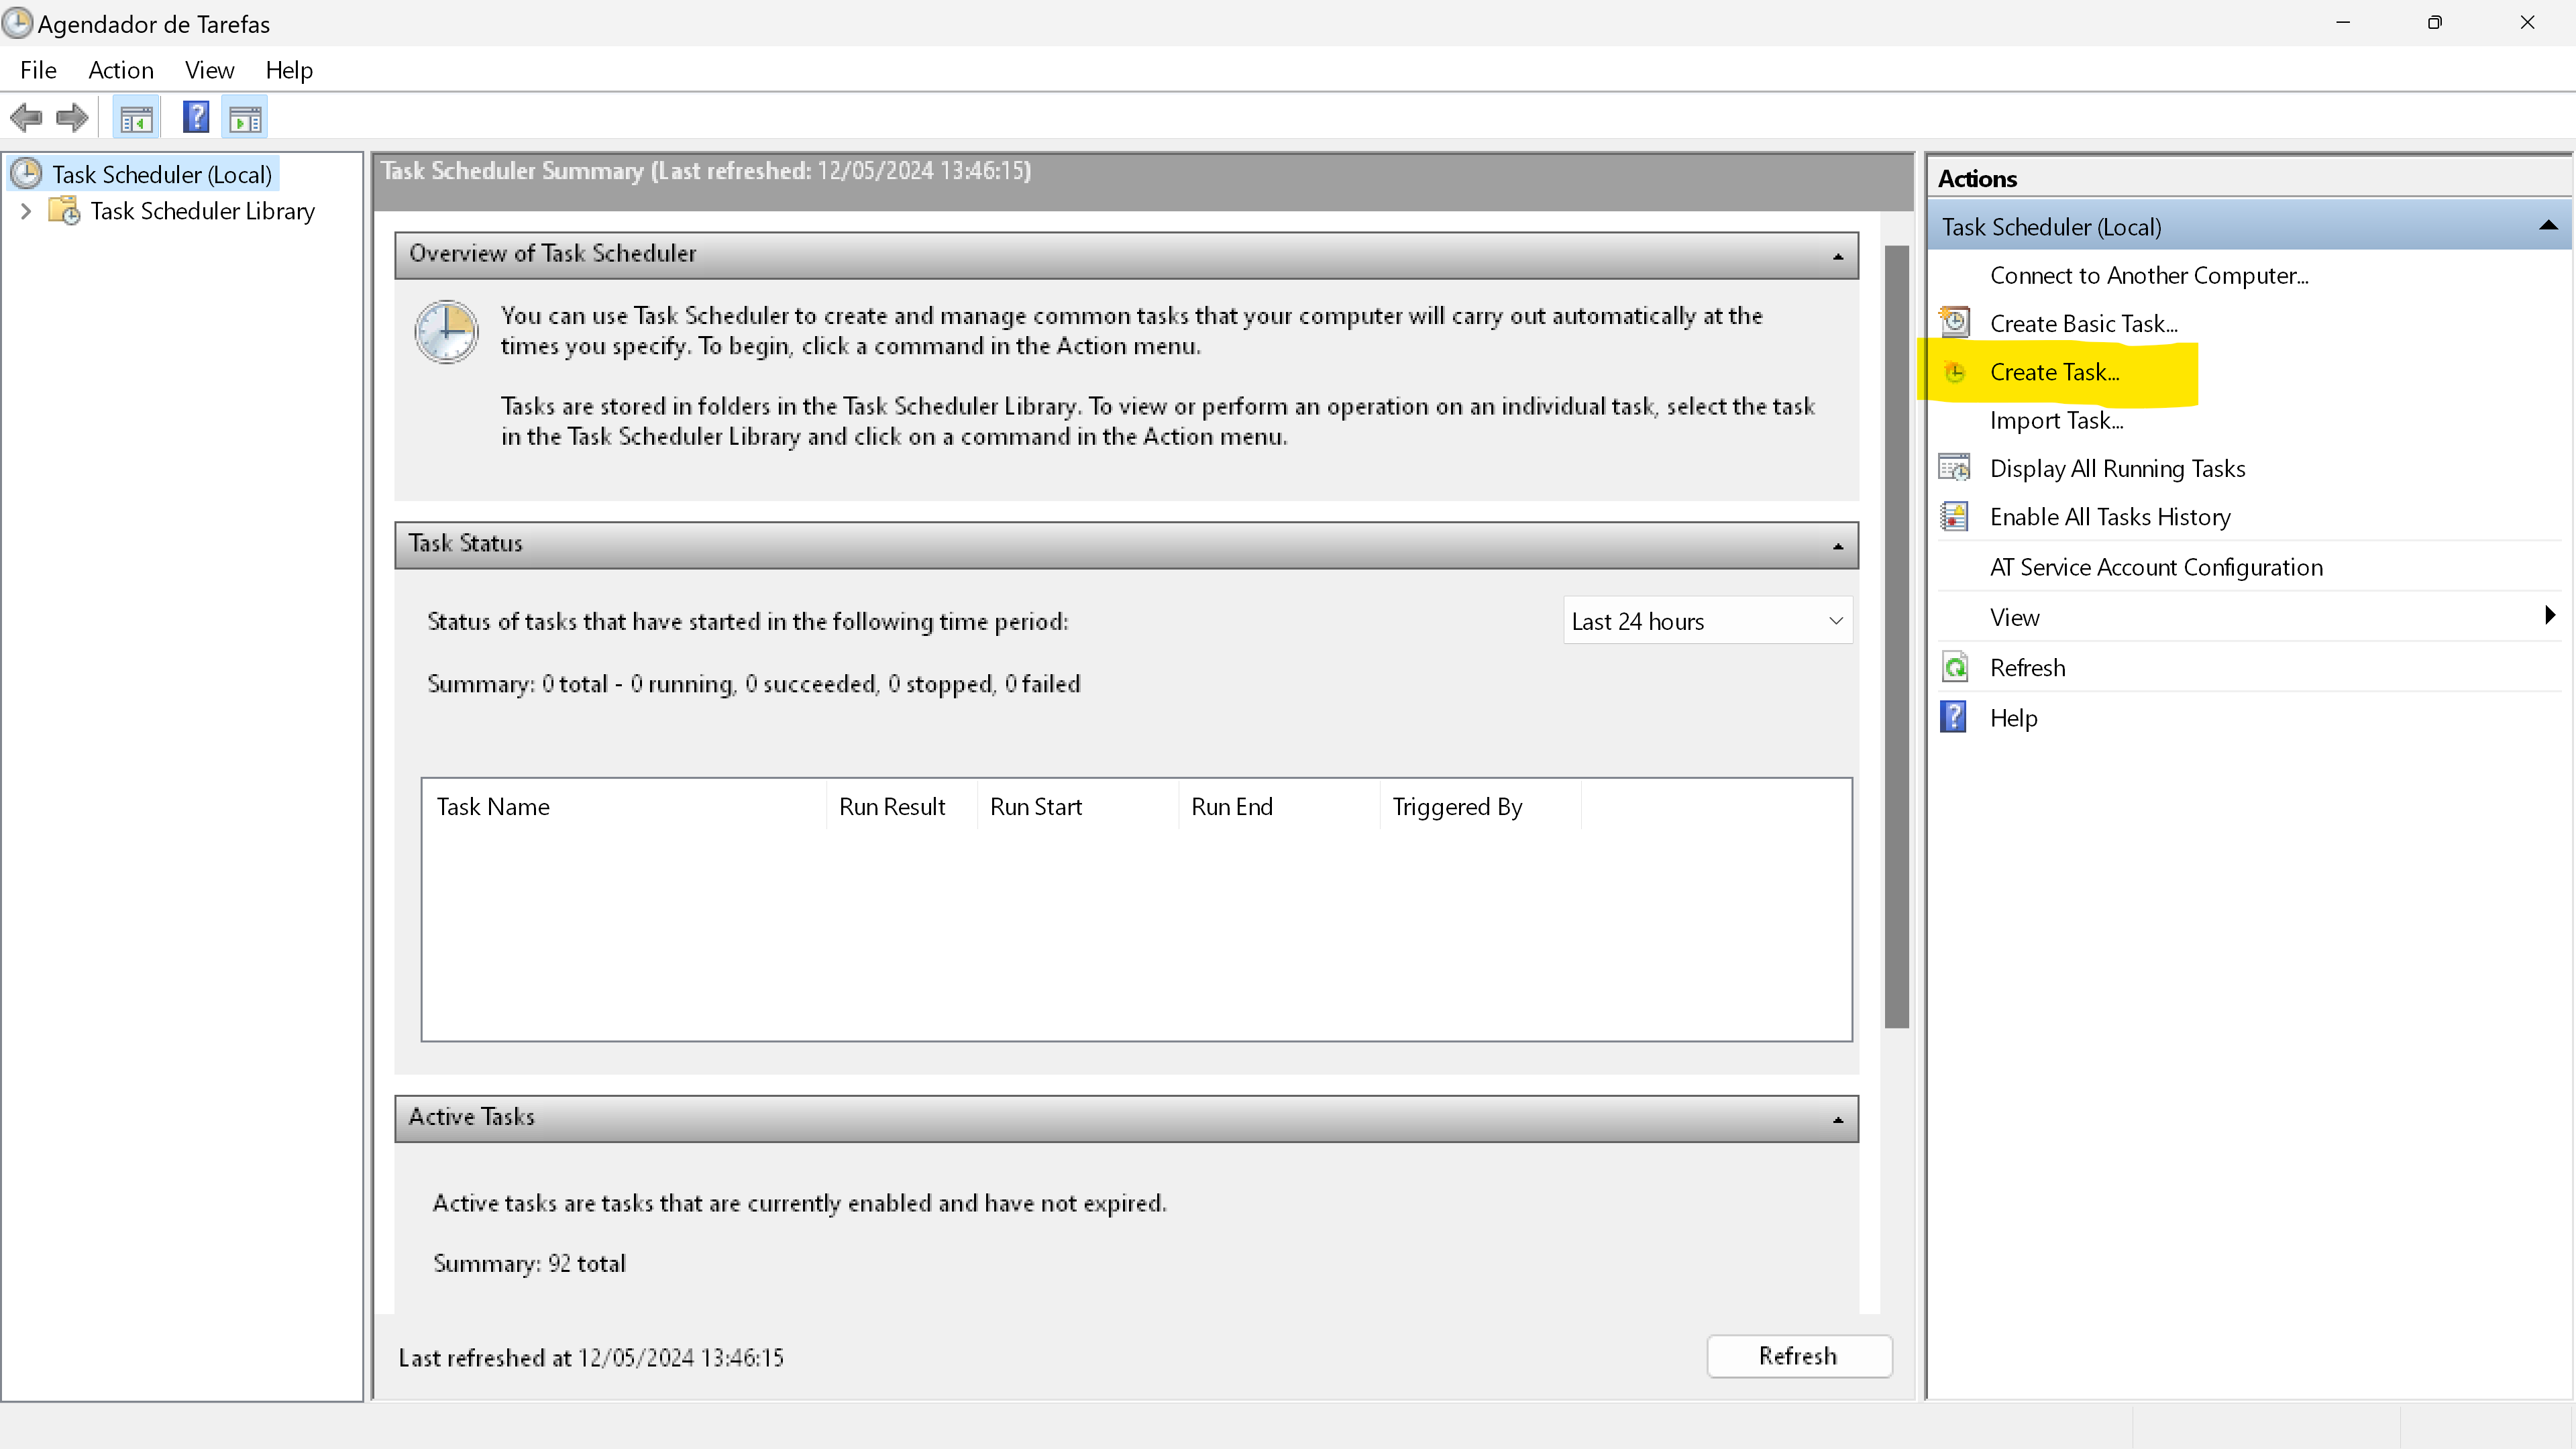 Agendador de Tarefas
File Action View Help
Task Scheduler (Local)
Task Scheduler Library
Task Scheduler Summary (Last refreshed: 12/05/2024 13:46:15)
Overview of Task Scheduler
You can use Task Scheduler to create and manage common tasks that your computer will carry out automatically at the
times you specify. To begin, click a command in the Action menu.
Tasks are stored in folders in the Task Scheduler Library. To view or perform an operation on an individual task, select the task
in the Task Scheduler Library and click on a command in the Action menu.
Task Status
Status of tasks that have started in the following time period:
Last 24 hours
Summary: 0 total - 0 running, 0 succeeded, 0 stopped, 0 failed
Task Name Run Result Run Start Run End Triggered By
Active Tasks
Active tasks are tasks that are currently enabled and have not expired.
Summary: 92 total
Last refreshed at 12/05/2024 13:46:15
Refresh
Actions
Task Scheduler (Local)
Connect to Another Computer...
Create Basic Task...
Create Task...
Import Task...
Display All Running Tasks
Enable All Tasks History
AT Service Account Configuration
View
Refresh
Help